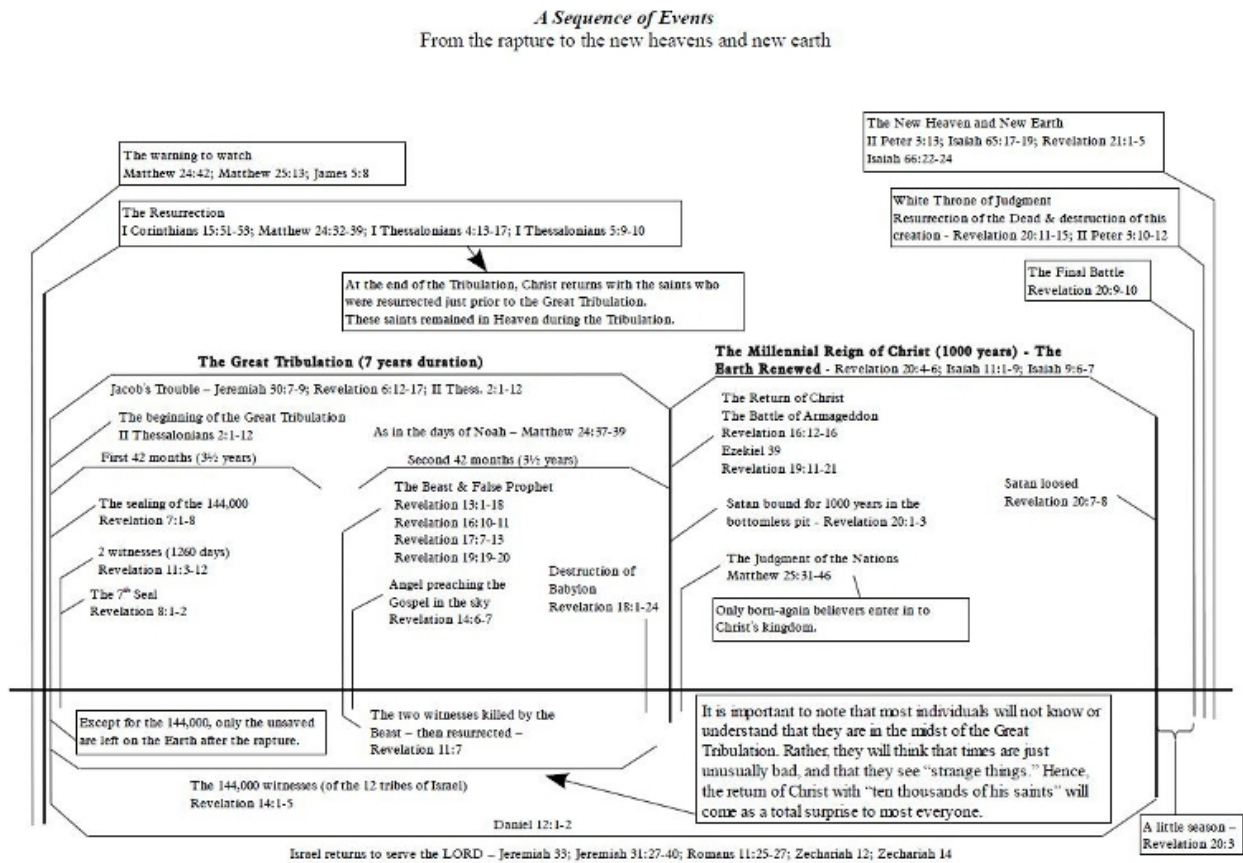 A Sequence of Events
From the rapture to the new heavens and new earth
The New Heaven and New Earth
II Peter 3:13; Isaiah 65:17-19; Revelation 21:1-5
Isaiah 66:22-24
The warning to watch
Matthew 24:42; Matthew 25:13; James 5:8
White Throne of Judgment
Resurrection of the Dead & destruction of this
creation - Revelation 20:11-15; II Peter 3:10-12
The Resurrection
I Corinthians 15:51-53; Matthew 24:32-39; I Thessalonians 4:13-17; I Thessalonians 5:9-10
The Final Battle
Revelation 20:9-10
At the end of the Tribulation, Christ returns with the saints who
were resurrected just prior to the Great Tribulation.
These saints remained in Heaven during the Tribulation.
The Great Tribulation (7 years duration)
Jacob's Trouble – Jeremiah 30:7-9; Revelation 6:12-17; II Thess. 2:1-12
The beginning of the Great Tribulation
II Thessalonians 2:1-12
As in the days of Noah – Matthew 24:37-39
First 42 months (3½ years)
Second 42 months (3½ years)
The sealing of the 144,000
Revelation 7:1-8
2 witnesses (1260 days)
Revelation 11:3-12
The 7th Seal
Revelation 8:1-2
The Beast & False Prophet
Revelation 13:1-18
Revelation 16:10-11
Revelation 17:7-13
Revelation 19:19-20
Angel preaching the
Gospel in the sky
Revelation 14:6-7
Destruction of
Babylon
Revelation 18:1-24
The Millennial Reign of Christ (1000 years) - The
Earth Renewed - Revelation 20:4-6; Isaiah 11:1-9; Isaiah 9:6-7
The Return of Christ
The Battle of Armageddon
Revelation 16:12-16
Ezekiel 39
Revelation 19:11-21
Satan bound for 1000 years in the
bottomless pit - Revelation 20:1-3
Satan loosed
Revelation 20:7-8
The Judgment of the Nations
Matthew 25:31-46
Only born-again believers enter in to
Christ's kingdom.
Except for the 144,000, only the unsaved
are left on the Earth after the rapture.
The two witnesses killed by the
Beast – then resurrected –
Revelation 11:7
It is important to note that most individuals will not know or
understand that they are in the midst of the Great
Tribulation. Rather, they will think that times are just
unusually bad, and that they see “strange things.” Hence,
the return of Christ with “ten thousands of his saints” will
come as a total surprise to most everyone.
The 144,000 witnesses (of the 12 tribes of Israel)
Revelation 14:1-5
Daniel 12:1-2
A little season –
Revelation 20:3
Israel returns to serve the LORD – Jeremiah 33; Jeremiah 31:27-40; Romans 11:25-27; Zechariah 12; Zechariah 14